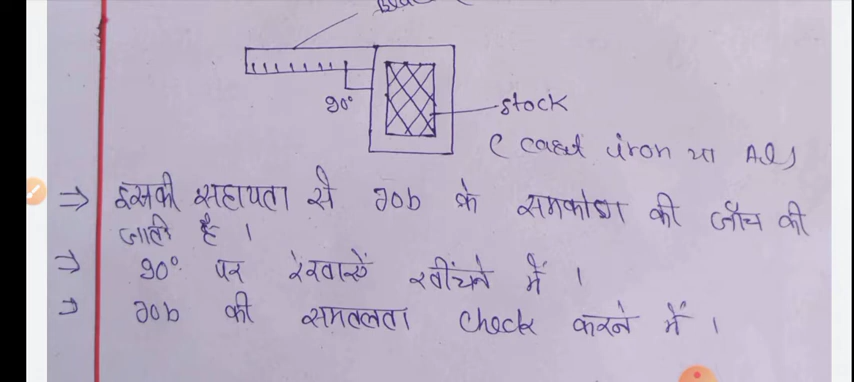 90°
stock
( cast iron या Al)
⇒ इसकी सहायता से Job के समकोण की जाँच की
जाती है ।
⇒ 90° पर रेखाएँ खींचने में ।
⇒ Job की समतलता check करने में ।